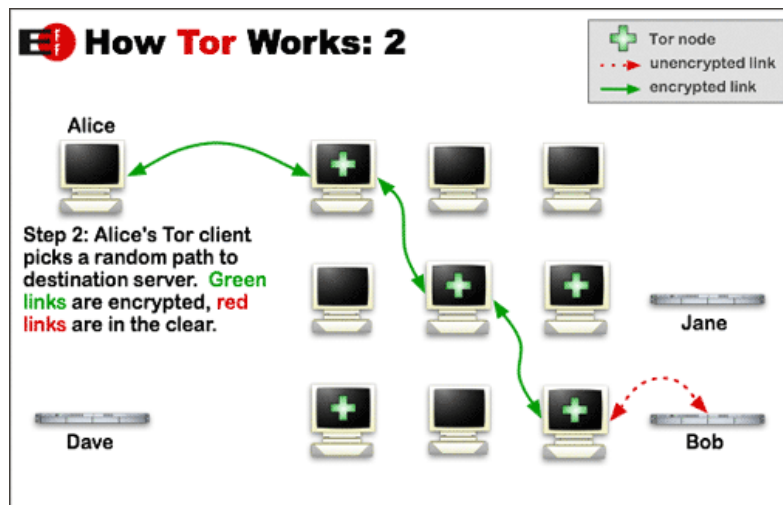 EFF How Tor Works: 2
Tor node
unencrypted link
encrypted link
Alice
Step 2: Alice's Tor client
picks a random path to
destination server. Green
links are encrypted, red
links are in the clear.
Jane
Dave
Bob